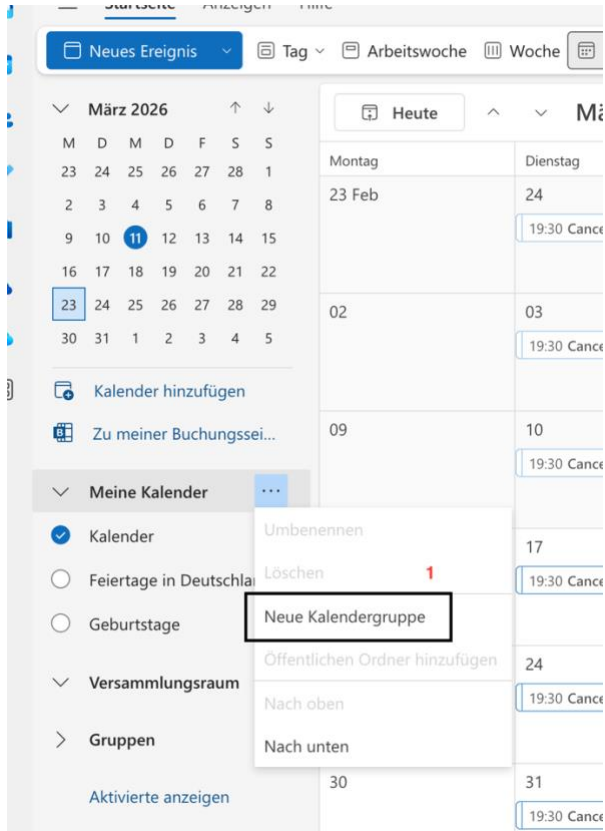 Startseite Anzeigen Hilfe
Neues Ereignis Tag Arbeitswoche Woche
März 2026
Heute
M D M D F S S
23 24 25 26 27 28 1
2 3 4 5 6 7 8
9 10 11 12 13 14 15
16 17 18 19 20 21 22
23 24 25 26 27 28 29
30 31 1 2 3 4 5
Kalender hinzufügen
Zu meiner Buchungssei...
Meine Kalender ...
Kalender
Feiertage in Deutschla
Geburtstage
Versammlungsraum
Gruppen
Aktivierte anzeigen
Umbenennen
Löschen 1
Neue Kalendergruppe
Öffentlichen Ordner hinzufügen
Nach oben
Nach unten
Montag Dienstag
23 Feb 24
19:30 Cance
02 03
19:30 Cance
09 10
19:30 Cance
17
19:30 Cance
24
19:30 Cance
30 31
19:30 Cance